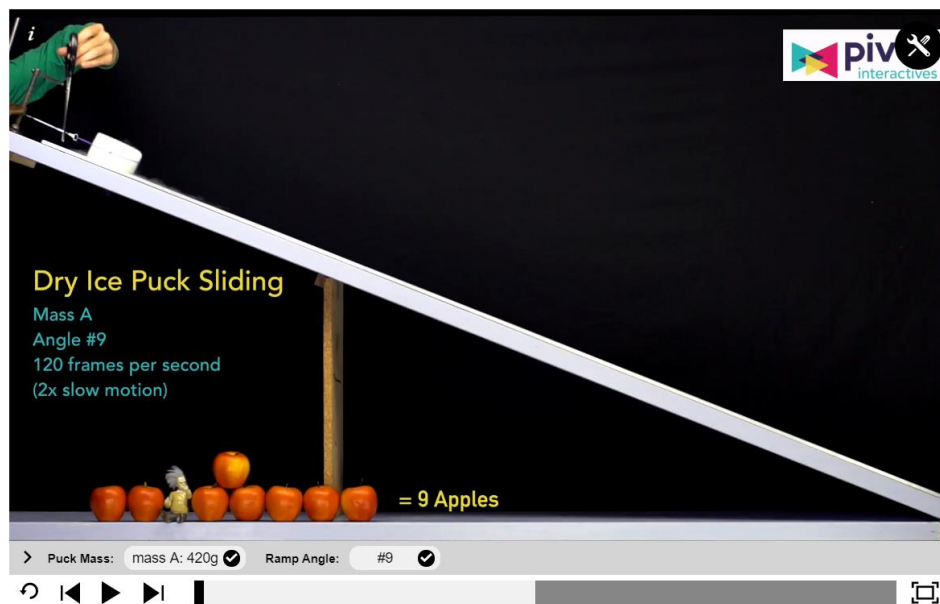 i
piv
interactives
Dry Ice Puck Sliding
Mass A
Angle #9
120 frames per second
(2x slow motion)
= 9 Apples
Puck Mass: mass A: 420g Ramp Angle: #9